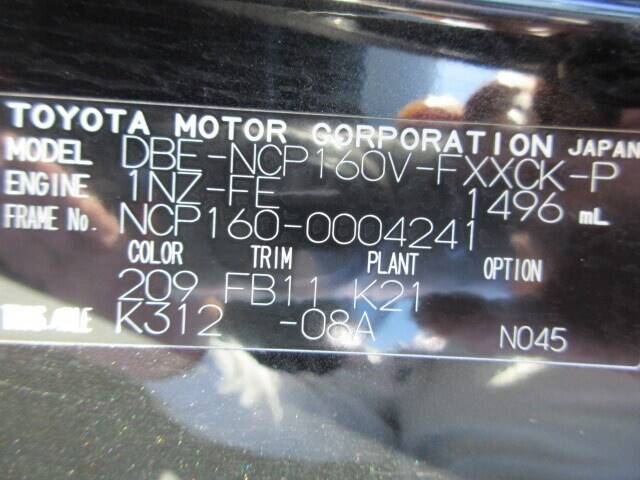 TOYOTA MOTOR CORPORATION JAPAN
MODEL DBE-NCP160V-FXXCK-P
ENGINE 1NZ-FE 1496 mL
FRAME No. NCP160-0004241
COLOR TRIM PLANT OPTION
209 FB11 K21
K312 -08A
N045